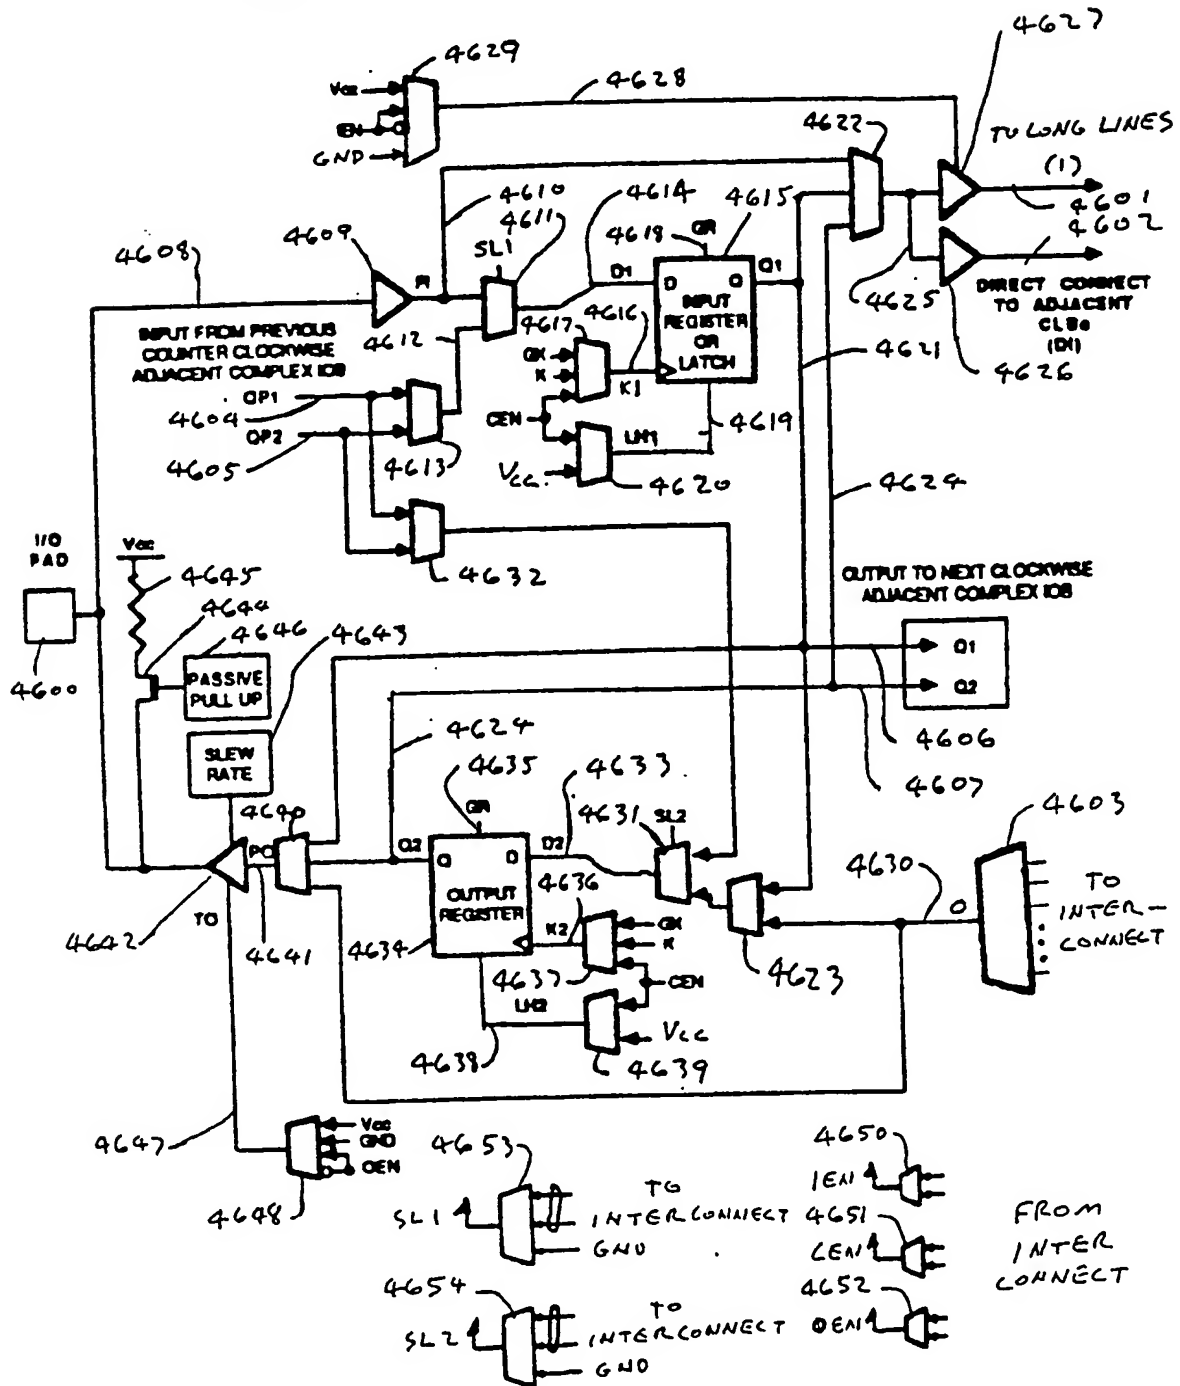 4627
4629
Vcc
4628
IEN
GND
4622
TO LONG LINES
(1)
4601
4602
4610
4614
4615
4611
4609
4618
GR
4608
SL1
PI
D1
Q1
D
Q
INPUT
REGISTER
OR
LATCH
4625
DIRECT CONNECT
TO ADJACENT
CLBs
(DI)
4626
INPUT FROM PREVIOUS
COUNTER CLOCKWISE
ADJACENT COMPLEX IOB
4612
4617
4616
GK
K
K1
4621
QP1
4604
CEN
4619
QP2
LH1
4605
4613
VCC
4620
4624
I/O
PAD
Vcc
4632
4645
4644
4646
4643
OUTPUT TO NEXT CLOCKWISE
ADJACENT COMPLEX IOB
4600
PASSIVE
PULL UP
Q1
Q2
4624
4606
SLEW
RATE
4607
4635
4633
4603
4640
GR
4631
SL2
4630
PO
Q2
Q
D
D2
O
TO
INTER-
CONNECT
4636
OUTPUT
REGISTER
TO
K2
GK
K
4642
4641
4634
4637
CEN
4623
LH2
VCC
4638
4639
4647
Vcc
GND
OEN
4653
4650
4648
TO
INTERCONNECT
IEN
SL1
GND
4651
FROM
INTER
CONNECT
CEN
4654
4652
TO
INTERCONNECT
SL2
OEN
GND